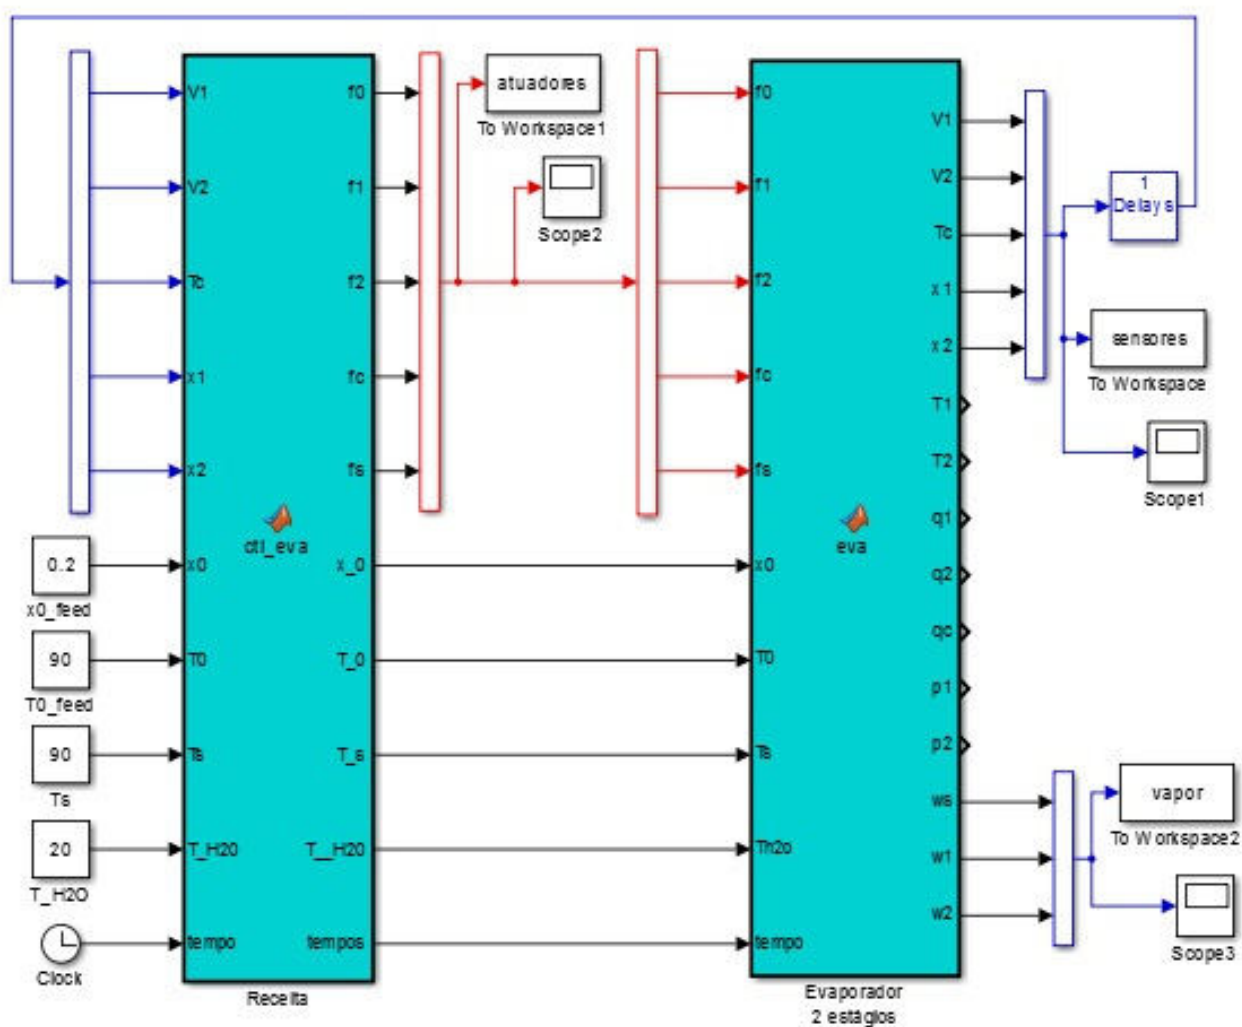 V1
V2
Tc
x1
x2
x0
T0
Ts
T_H20
tempo
ctl_eva
f0
f1
f2
fc
fs
x_0
T_0
T_s
T__H20
tempos
Receita
0.2
x0_feed
90
T0_feed
90
Ts
20
T_H2O
Clock
atuadores
To Workspace1
Scope2
f0
f1
f2
fc
fs
x0
T0
Ts
Th2o
tempo
eva
V1
V2
Tc
x1
x2
T1
T2
q1
q2
qc
p1
p2
ws
w1
w2
Evaporador
2 estágios
1
Delays
sensores
To Workspace
Scope1
vapor
To Workspace2
Scope3